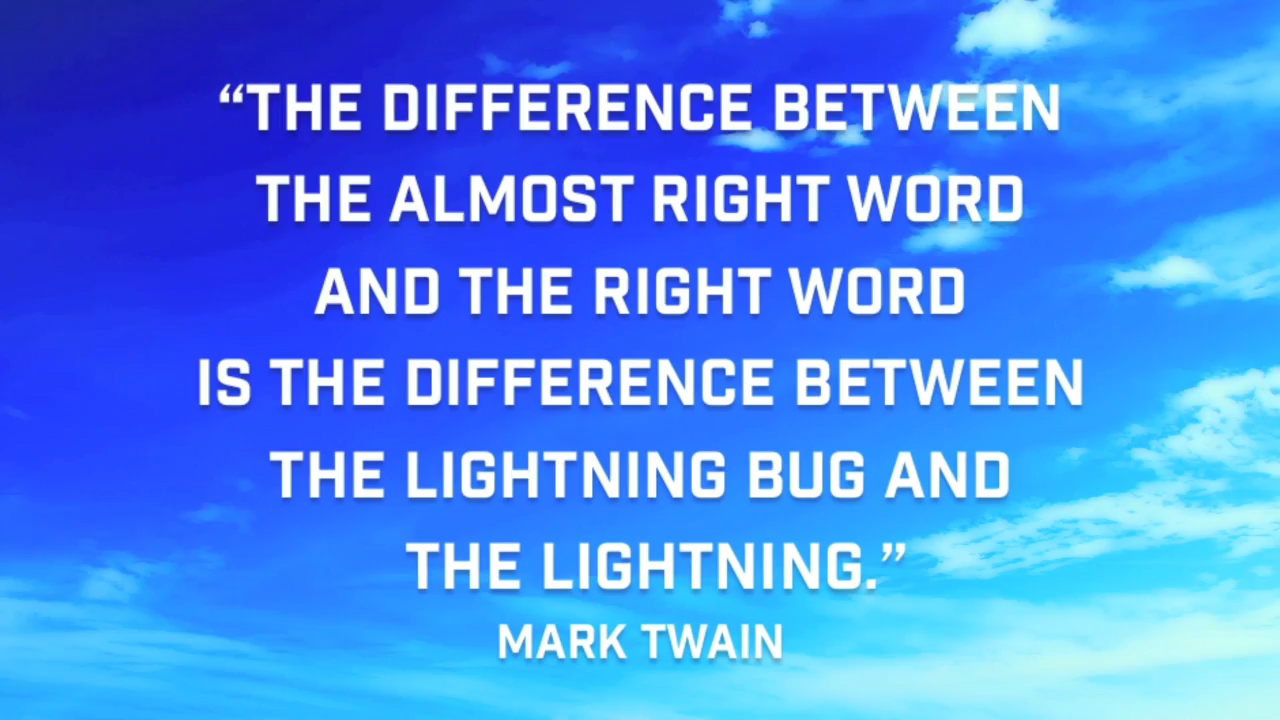 “THE DIFFERENCE BETWEEN
THE ALMOST RIGHT WORD
AND THE RIGHT WORD
IS THE DIFFERENCE BETWEEN
THE LIGHTNING BUG AND
THE LIGHTNING.”
MARK TWAIN